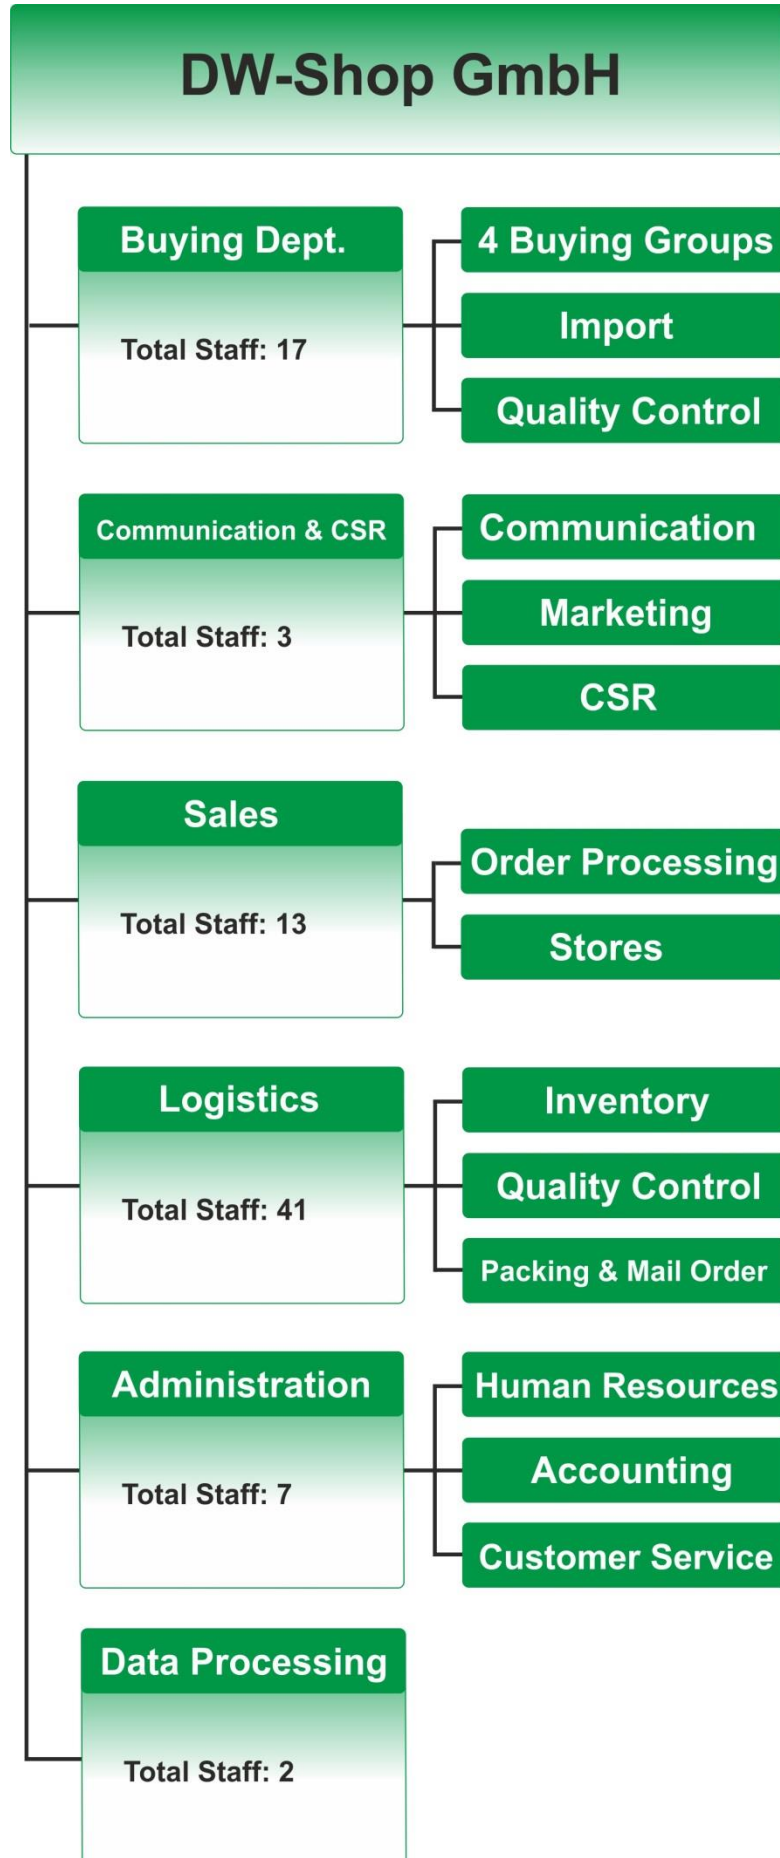 DW-Shop GmbH
Buying Dept.
Total Staff: 17
4 Buying Groups
Import
Quality Control
Communication & CSR
Total Staff: 3
Communication
Marketing
CSR
Sales
Total Staff: 13
Order Processing
Stores
Logistics
Total Staff: 41
Inventory
Quality Control
Packing & Mail Order
Administration
Total Staff: 7
Human Resources
Accounting
Customer Service
Data Processing
Total Staff: 2